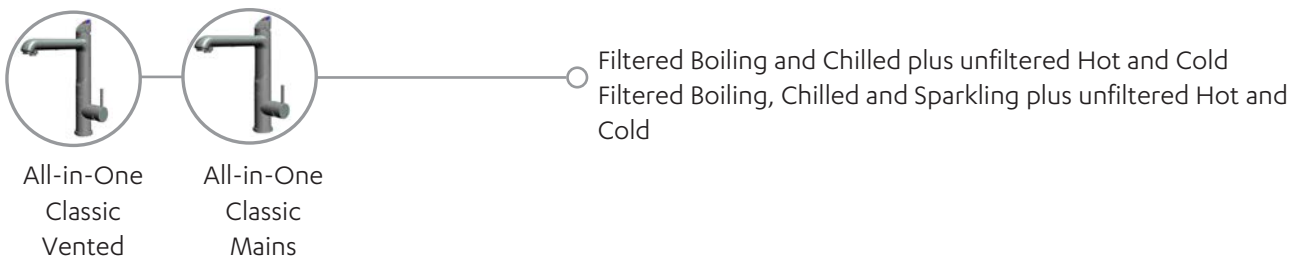 Filtered Boiling and Chilled plus unfiltered Hot and Cold
Filtered Boiling, Chilled and Sparkling plus unfiltered Hot and
Cold
All-in-One
Classic
Vented
All-in-One
Classic
Mains